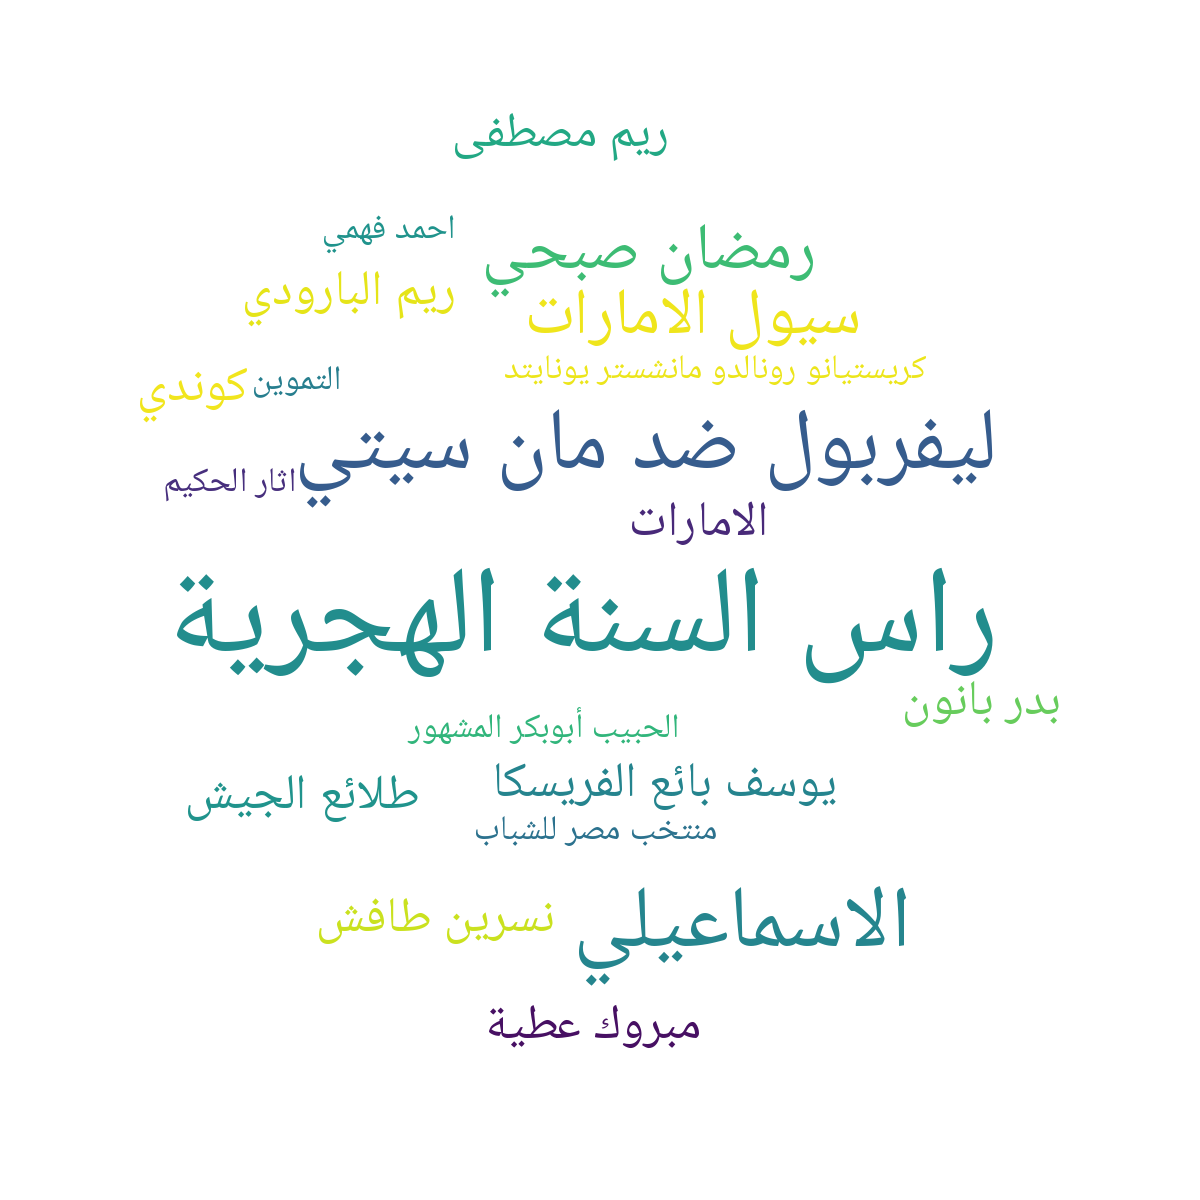 ريم مصطفى
احمد فهمي
رمضان صبحي
ريم البارودي
سيول الامارات
كريستيانو رونالدو مانشستر يونايتد
التموين
كوندي
ليفربول ضد مان سيتي
اثار الحكيم
الامارات
راس السنة الهجرية
بدر بانون
الحبيب أبوبكر المشهور
يوسف بائع الفريسكا
طلائع الجيش
منتخب مصر للشباب
الاسماعيلي
نسرين طافش
مبروك عطية